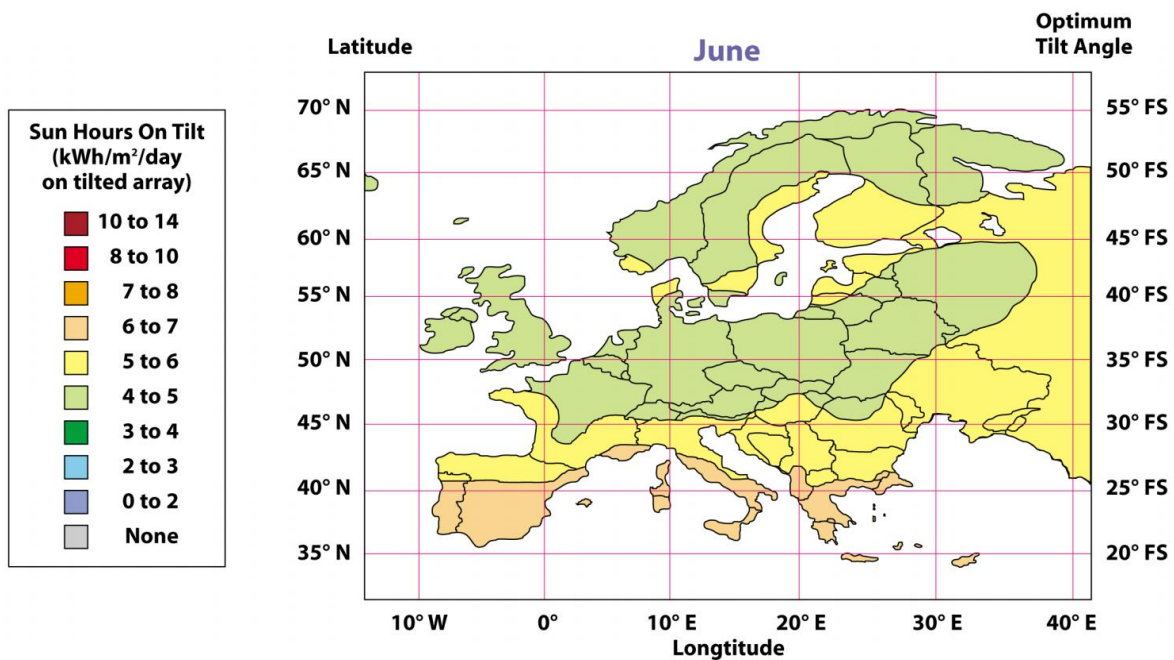 June
Latitude
Optimum
Tilt Angle
Sun Hours On Tilt
(kWh/m²/day
on tilted array)
10 to 14
8 to 10
7 to 8
6 to 7
5 to 6
4 to 5
3 to 4
2 to 3
0 to 2
None
70° N
65° N
60° N
55° N
50° N
45° N
40° N
35° N
55° FS
50° FS
45° FS
40° FS
35° FS
30° FS
25° FS
20° FS
10° W
0°
10° E
20° E
30° E
40° E
Longtitude